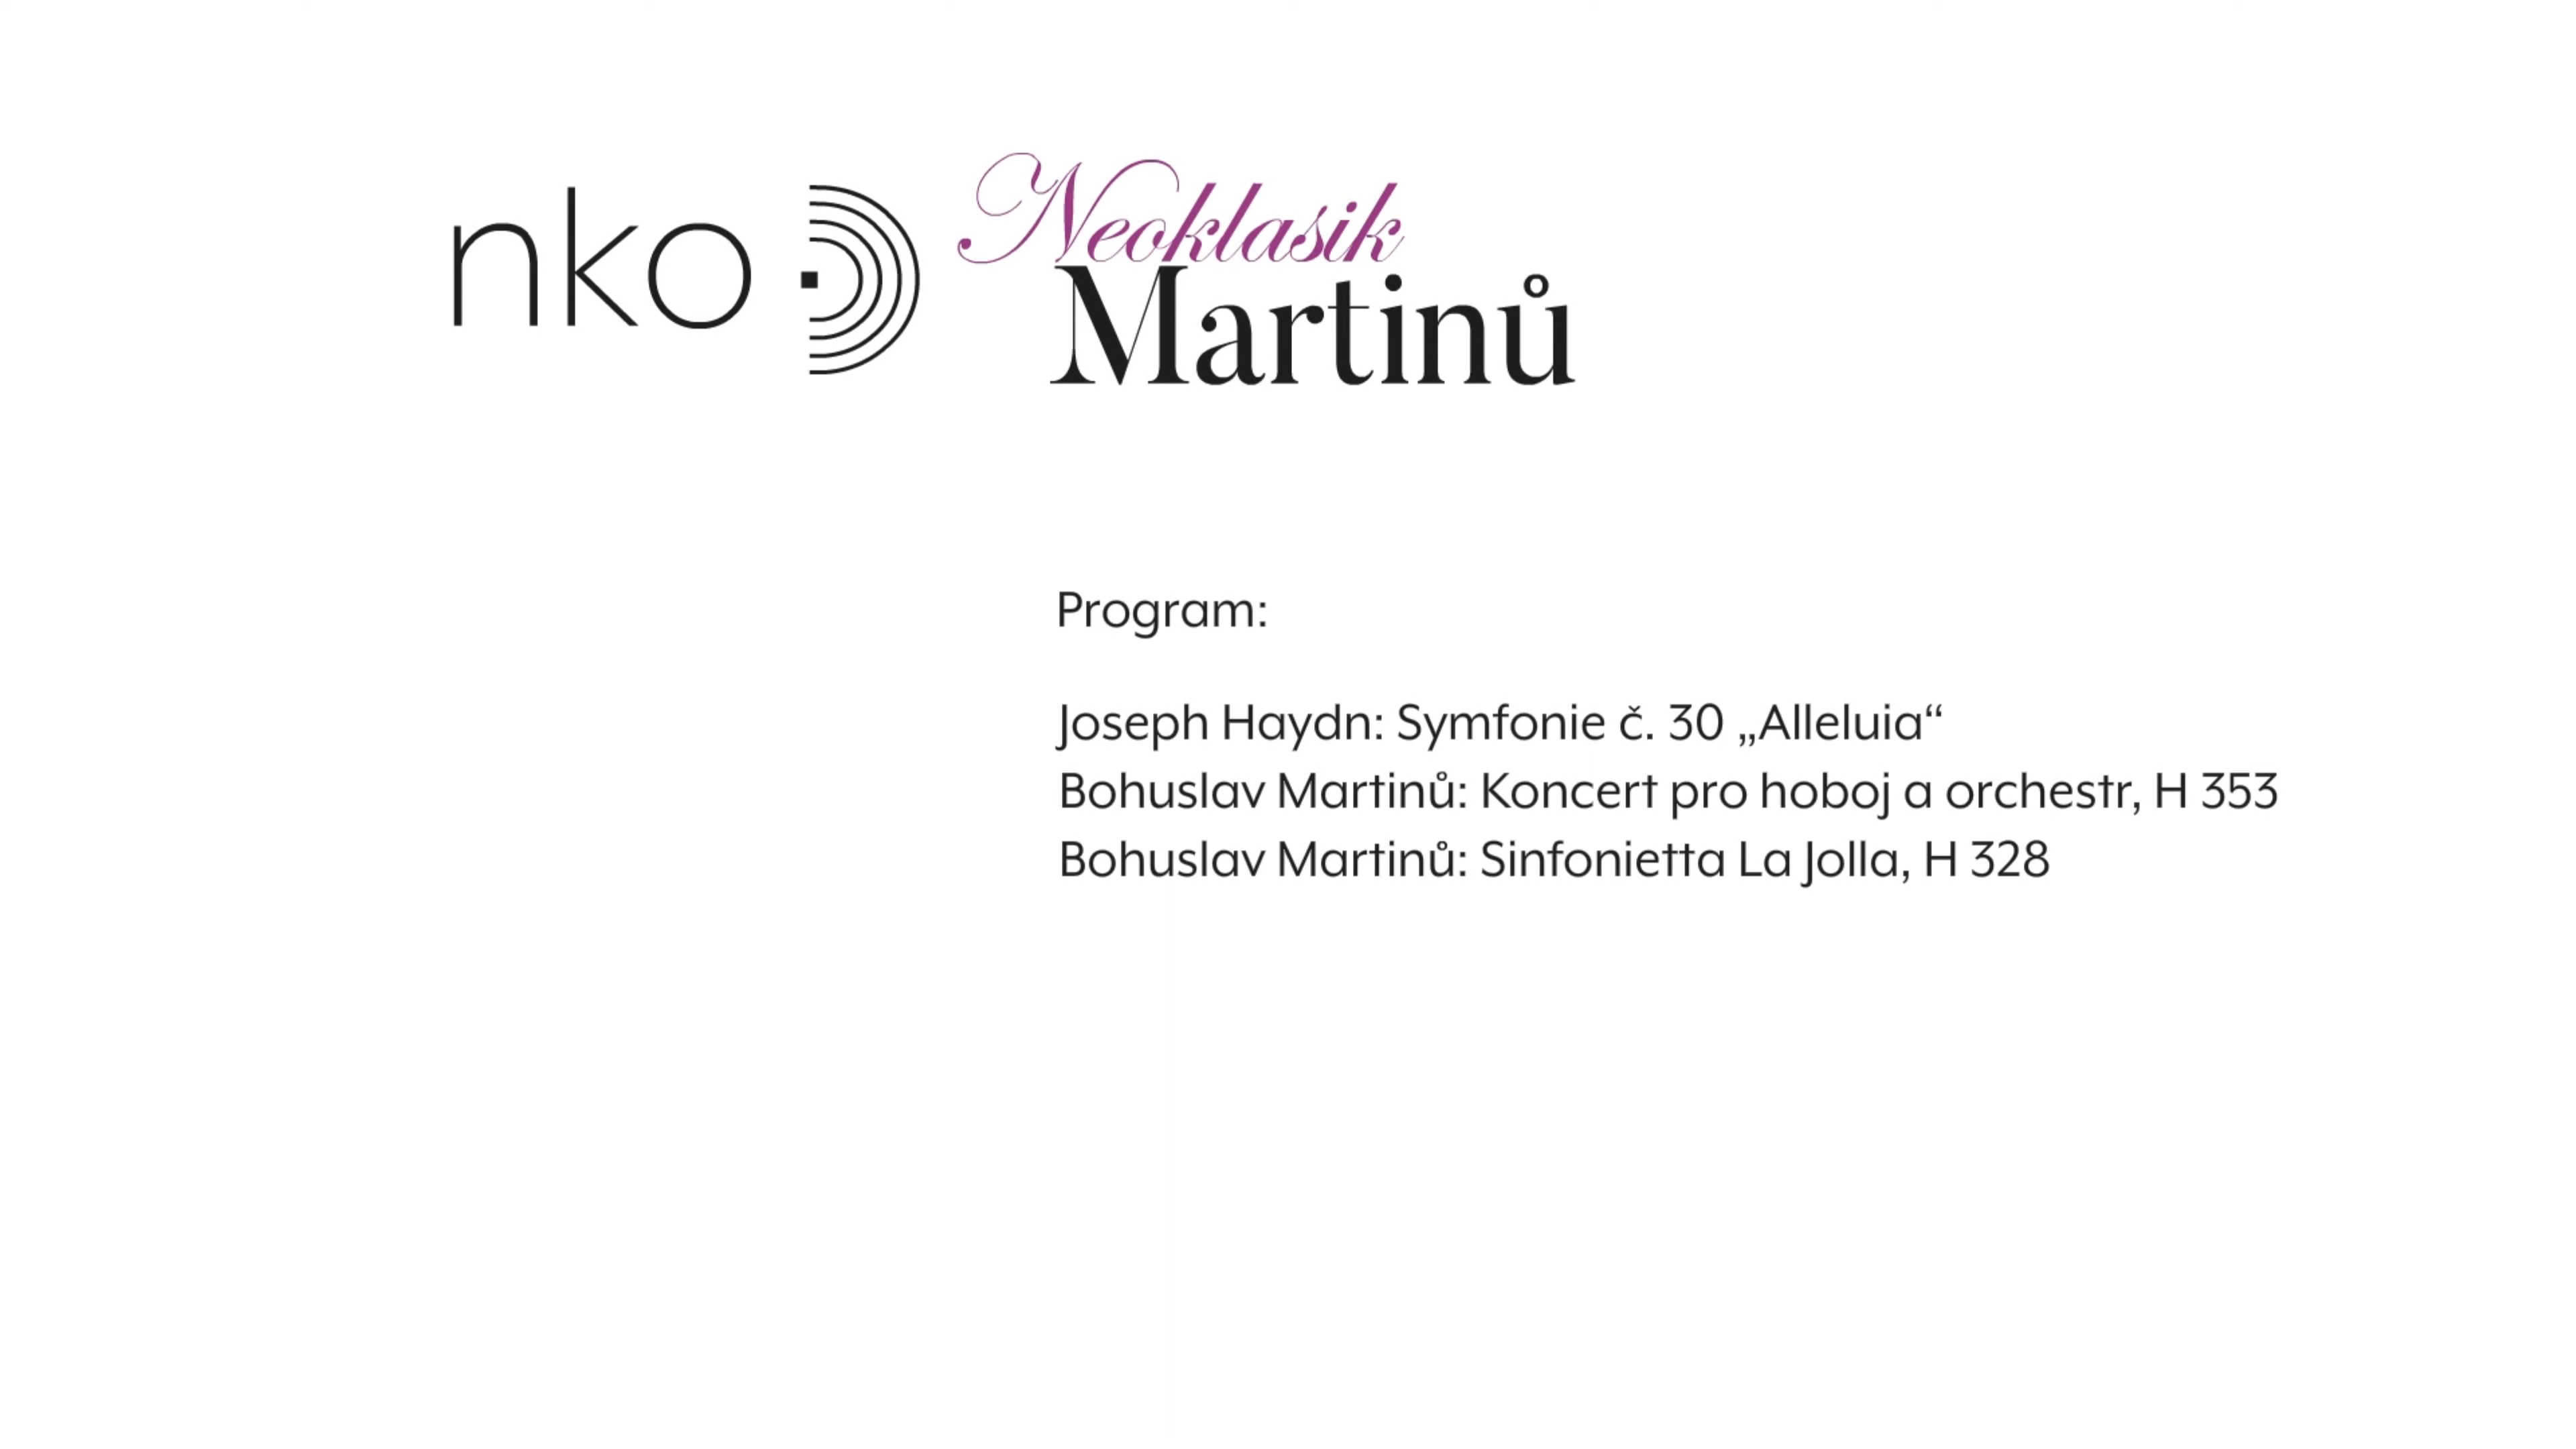 nko
Neoklasik
Martinů
Program:
Joseph Haydn: Symfonie č. 30 „Alleluia“
Bohuslav Martinů: Koncert pro hoboj a orchestr, H 353
Bohuslav Martinů: Sinfonietta La Jolla, H 328